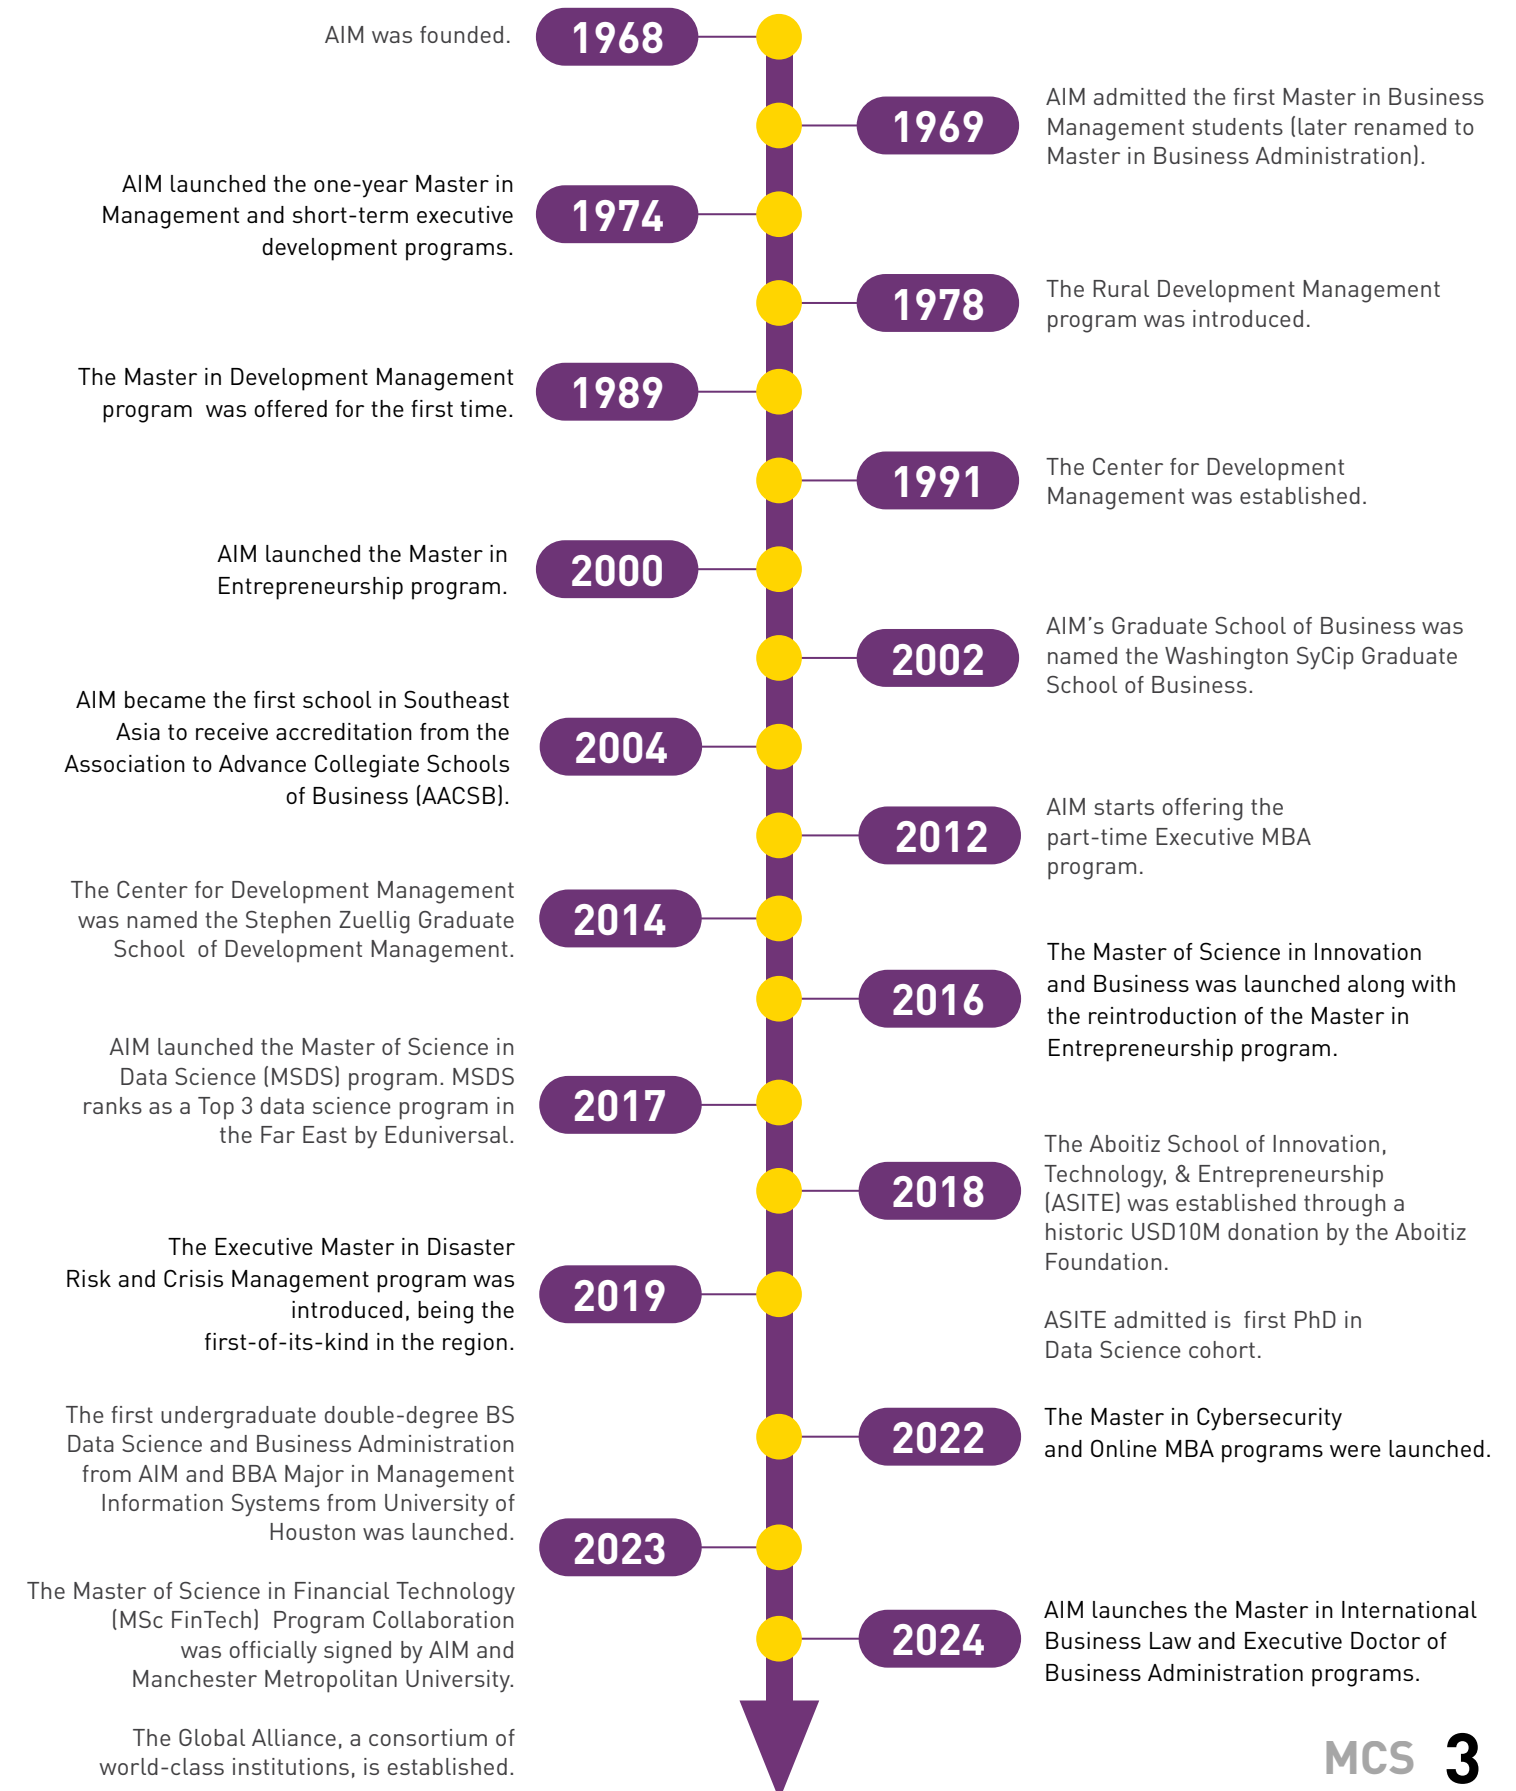 AIM was founded.
1968
1969
AIM admitted the first Master in Business
Management students (later renamed to
Master in Business Administration).
AIM launched the one-year Master in
Management and short-term executive
development programs.
1974
1978
The Rural Development Management
program was introduced.
The Master in Development Management
program was offered for the first time.
1989
1991
The Center for Development
Management was established.
AIM launched the Master in
Entrepreneurship program.
2000
2002
AIM’s Graduate School of Business was
named the Washington SyCip Graduate
School of Business.
AIM became the first school in Southeast
Asia to receive accreditation from the
Association to Advance Collegiate Schools
of Business (AACSB).
2004
2012
AIM starts offering the
part-time Executive MBA
program.
The Center for Development Management
was named the Stephen Zuellig Graduate
School of Development Management.
2014
2016
The Master of Science in Innovation
and Business was launched along with
the reintroduction of the Master in
Entrepreneurship program.
AIM launched the Master of Science in
Data Science (MSDS) program. MSDS
ranks as a Top 3 data science program in
the Far East by Eduniversal.
2017
2018
The Aboitiz School of Innovation,
Technology, & Entrepreneurship
(ASITE) was established through a
historic USD10M donation by the Aboitiz
Foundation.
ASITE admitted is first PhD in
Data Science cohort.
The Executive Master in Disaster
Risk and Crisis Management program was
introduced, being the
first-of-its-kind in the region.
2019
2022
The Master in Cybersecurity
and Online MBA programs were launched.
The first undergraduate double-degree BS
Data Science and Business Administration
from AIM and BBA Major in Management
Information Systems from University of
Houston was launched.
2023
The Master of Science in Financial Technology
(MSc FinTech) Program Collaboration
was officially signed by AIM and
Manchester Metropolitan University.
The Global Alliance, a consortium of
world-class institutions, is established.
2024
AIM launches the Master in International
Business Law and Executive Doctor of
Business Administration programs.
MCS 3